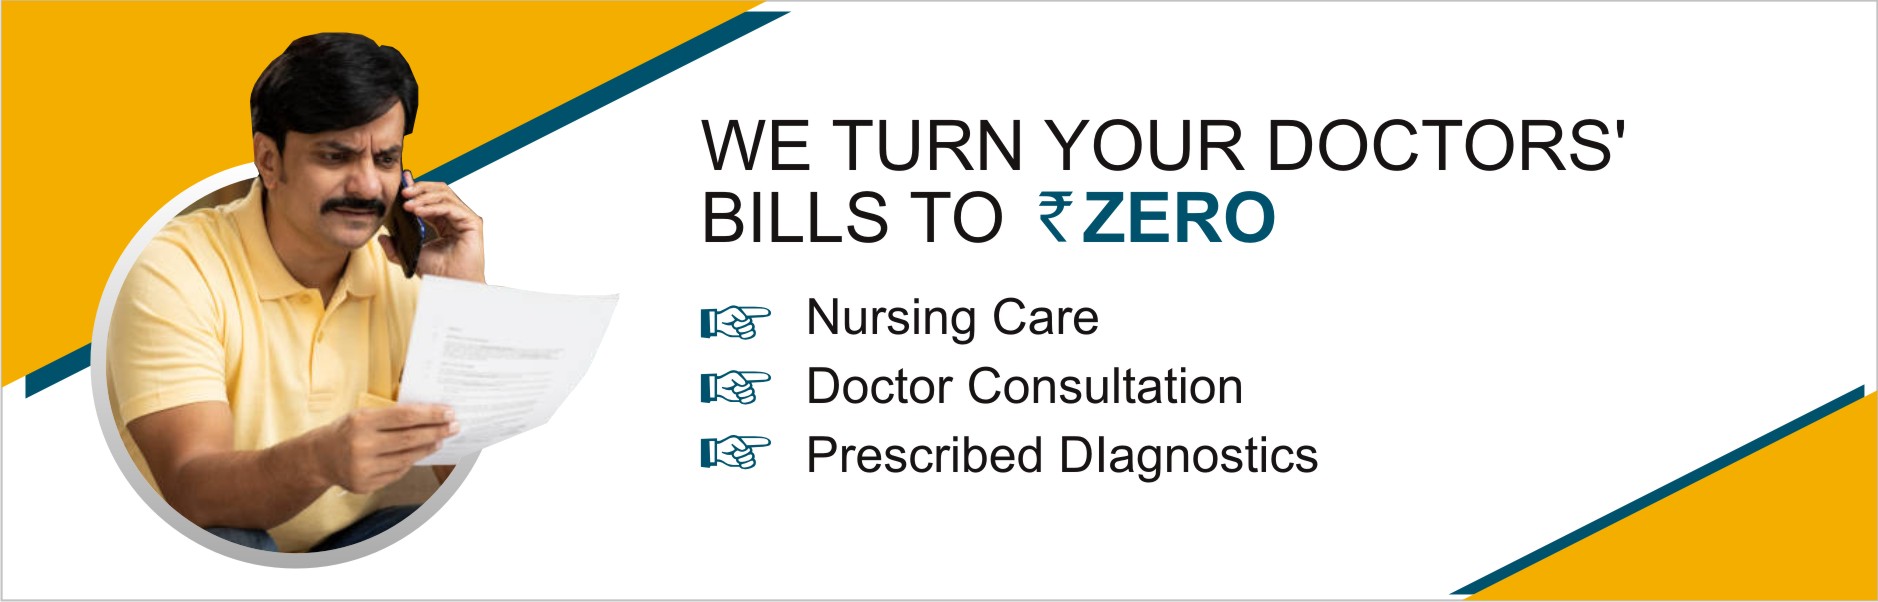 WE TURN YOUR DOCTORS'
BILLS TO ₹ZERO
Nursing Care
Doctor Consultation
Prescribed DIagnostics